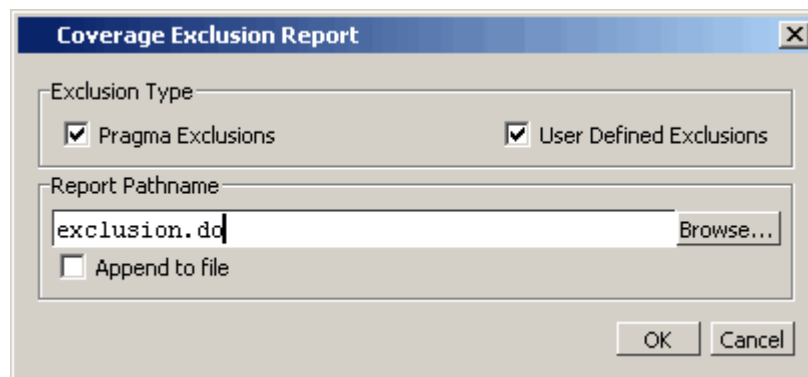 Coverage Exclusion Report
Exclusion Type
Pragma Exclusions User Defined Exclusions
Report Pathname
exclusion.do Browse...
Append to file
OK Cancel